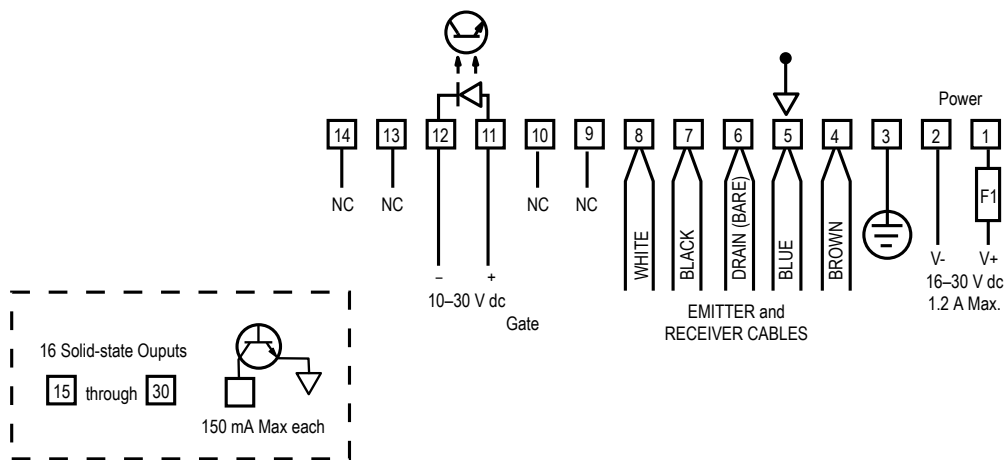 Power
14
13
12
11
10
9
8
7
6
5
4
3
2
1
NC
NC
NC
NC
WHITE
BLACK
DRAIN (BARE)
BLUE
BROWN
F1
– +
10–30 V dc
Gate
EMITTER and
RECEIVER CABLES
V- V+
16–30 V dc
1.2 A Max.
16 Solid-state Ouputs
15 through 30
150 mA Max each